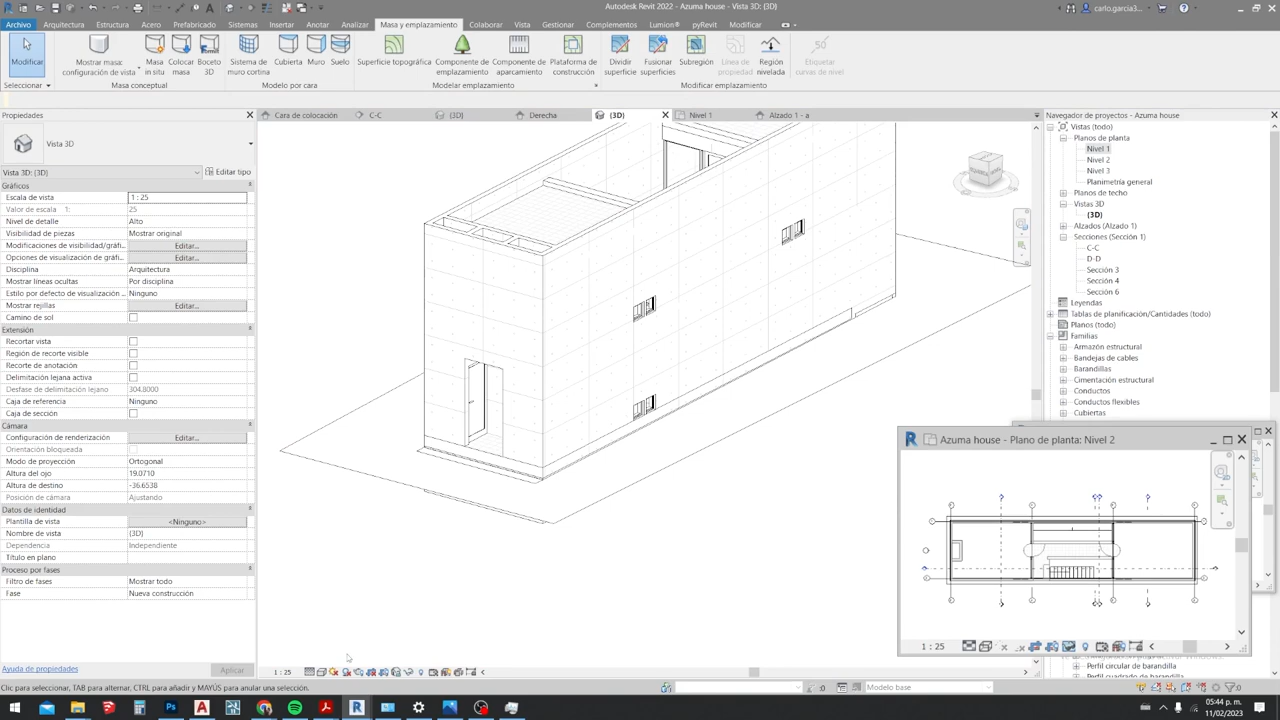 Autodesk Revit 2022 - Azuma house - Vista 3D: {3D}
carlo.garcia3...
Archivo
Arquitectura
Estructura
Acero
Prefabricado
Sistemas
Insertar
Anotar
Analizar
Masa y emplazamiento
Colaborar
Vista
Gestionar
Complementos
Lumion®
pyRevit
Modificar
Modificar
Mostrar masa:
configuración de vista
Masa
in situ
Colocar
masa
Boceto
3D
Sistema de
muro cortina
Cubierta
Muro
Suelo
Superficie topográfica
Componente de
emplazamiento
Componente de
aparcamiento
Plataforma de
construcción
Dividir
superficie
Fusionar
superficies
Subregión
Línea de
propiedad
Región
nivelada
Etiquetar
curvas de nivel
Seleccionar
Masa conceptual
Modelo por cara
Modelar emplazamiento
Modificar emplazamiento
Propiedades
Cara de colocación
C-C
{3D}
Derecha
{3D}
Nivel 1
Alzado 1 - a
Navegador de proyectos - Azuma house
Vista 3D
Vista 3D: {3D}
Editar tipo
Gráficos
Escala de vista 1 : 25
Valor de escala 1: 25
Nivel de detalle Alto
Visibilidad de piezas Mostrar original
Modificaciones de visibilidad/gráfi... Editar...
Opciones de visualización de gráfi... Editar...
Disciplina Arquitectura
Mostrar líneas ocultas Por disciplina
Estilo por defecto de visualización ... Ninguno
Mostrar rejillas Editar...
Camino de sol
Extensión
Recortar vista
Región de recorte visible
Recorte de anotación
Delimitación lejana activa
Desfase de delimitación lejano 304.8000
Caja de referencia Ninguno
Caja de sección
Cámara
Configuración de renderización Editar...
Orientación bloqueada
Modo de proyección Ortogonal
Altura del ojo 19.0710
Altura de destino -36.6538
Posición de cámara Ajustando
Datos de identidad
Plantilla de vista <Ninguno>
Nombre de vista {3D}
Dependencia Independiente
Título en plano
Proceso por fases
Filtro de fases Mostrar todo
Fase Nueva construcción
Ayuda de propiedades
Aplicar
Vistas (todo)
Planos de planta
Nivel 1
Nivel 2
Nivel 3
Planimetría general
Planos de techo
Vistas 3D
{3D}
Alzados (Alzado 1)
Secciones (Sección 1)
C-C
D-D
Sección 3
Sección 4
Sección 6
Leyendas
Tablas de planificación/Cantidades (todo)
Planos (todo)
Familias
Armazón estructural
Bandejas de cables
Barandillas
Cimentación estructural
Conductos
Conductos flexibles
Cubiertas
Azuma house - Plano de planta: Nivel 2
1 : 25
Perfil circular de barandilla
Perfil cuadrado de barandilla
1 : 25
Clic para seleccionar, TAB para alternar, CTRL para añadir y MAYÚS para anular una selección.
:0
Modelo base
:0
05:44 p. m.
11/02/2023